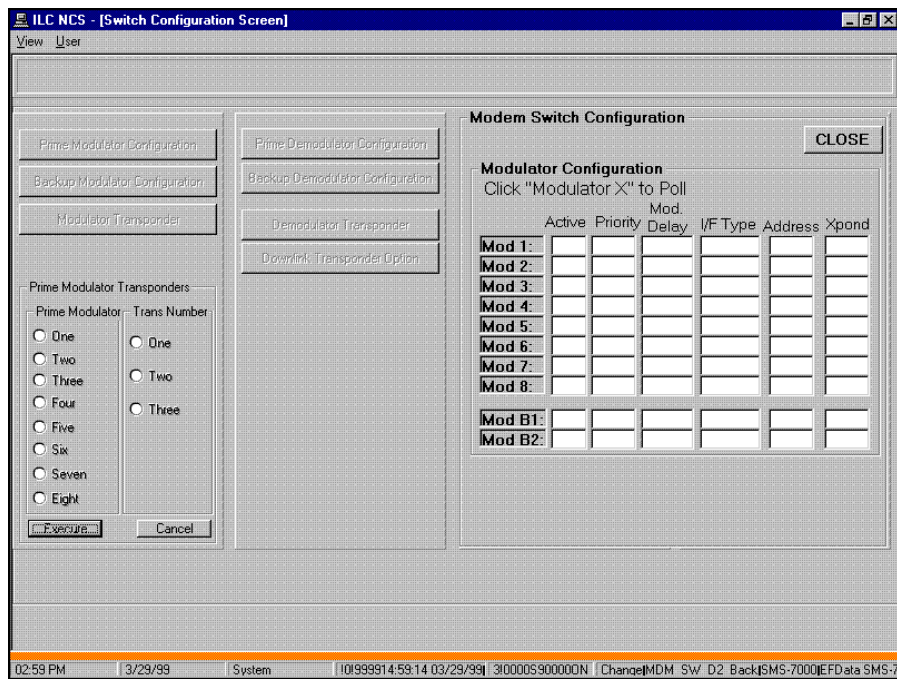 ILC NCS - [Switch Configuration Screen]
View User
Prime Modulator Configuration
Backup Modulator Configuration
Modulator Transponder
Prime Demodulator Configuration
Backup Demodulator Configuration
Demodulator Transponder
Downlink Transponder Option
Prime Modulator Transponders
Prime Modulator
One
Two
Three
Four
Five
Six
Seven
Eight
Trans Number
One
Two
Three
Execute
Cancel
Modem Switch Configuration
CLOSE
Modulator Configuration
Click "Modulator X" to Poll
Active Priority Mod. Delay I/F Type Address Xpond
Mod 1:
Mod 2:
Mod 3:
Mod 4:
Mod 5:
Mod 6:
Mod 7:
Mod 8:
Mod B1:
Mod B2:
02:59 PM 3/29/99 System !0!999914:59:14 03/29/99 3!0000S90000ON Change MDM_SW_D2_Back SMS-7000 EFData SMS-7